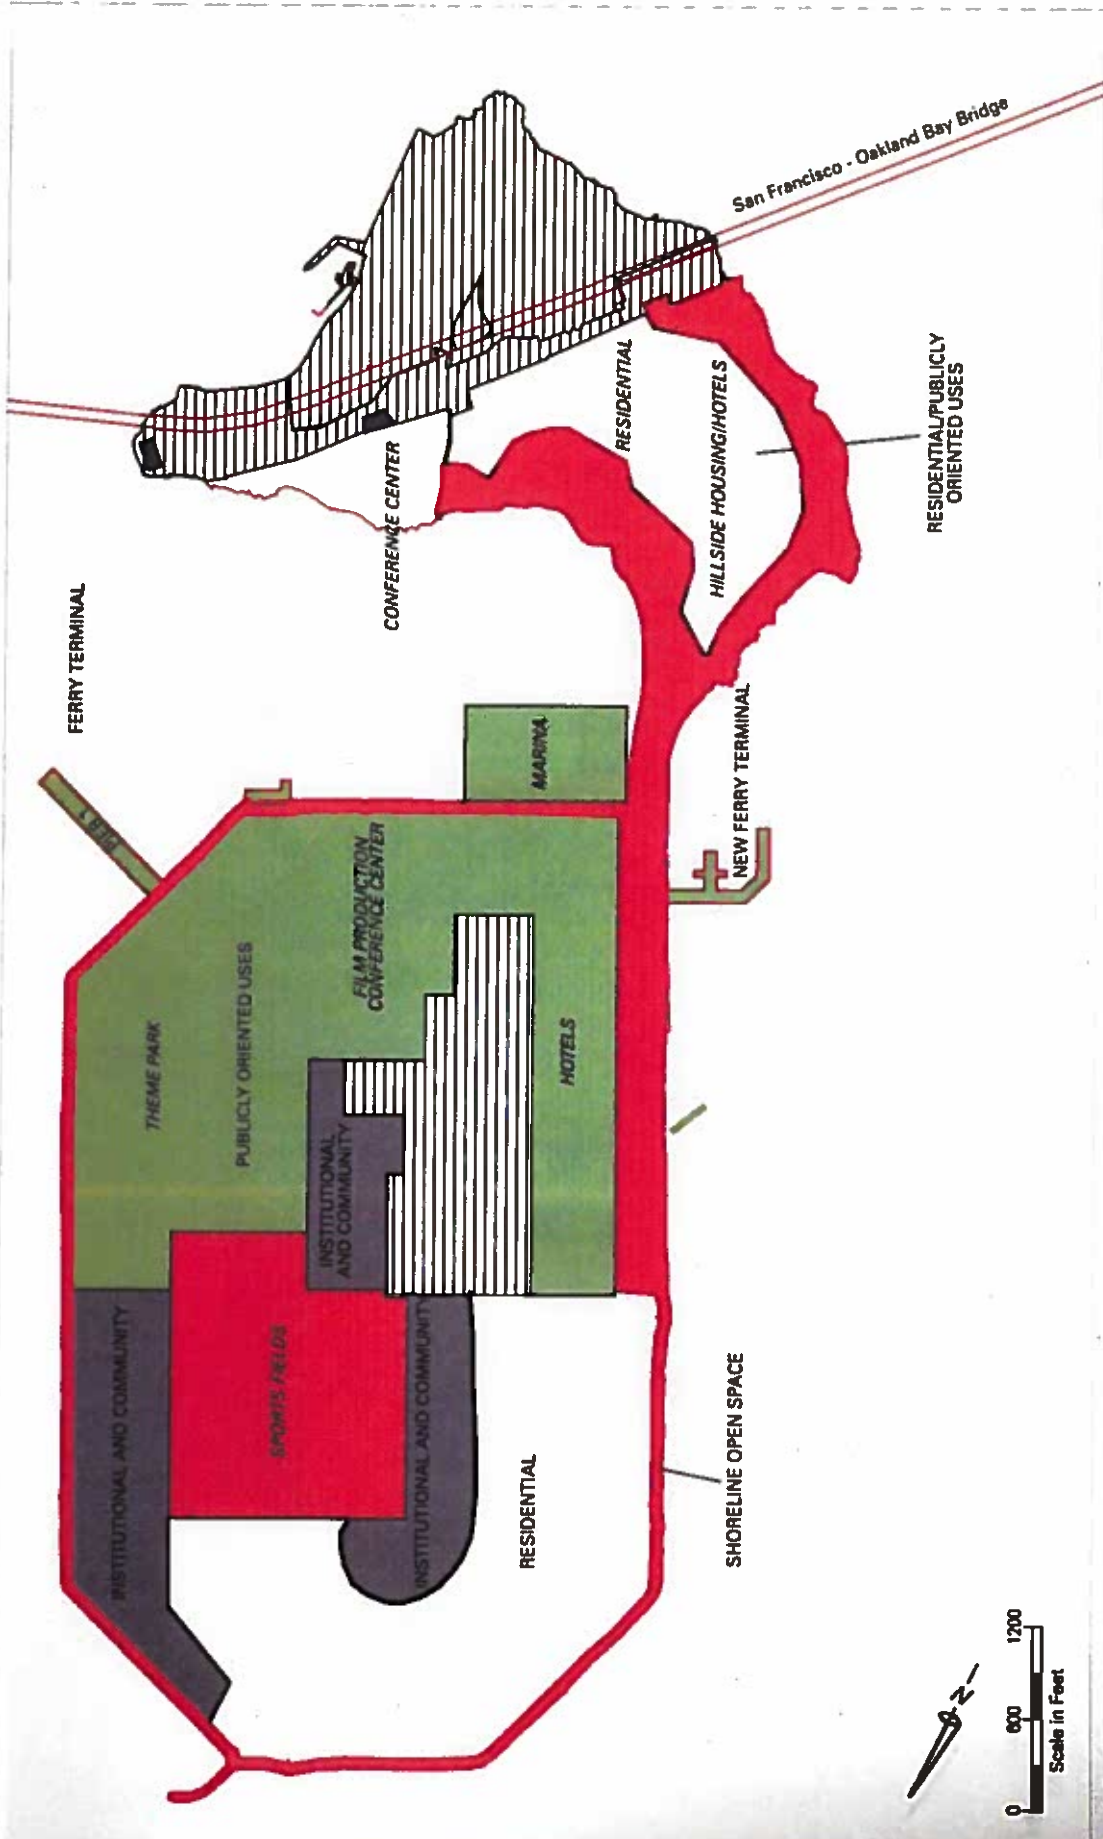 San Francisco - Oakland Bay Bridge
FERRY TERMINAL
PIER 1
CONFERENCE CENTER
RESIDENTIAL
HILLSIDE HOUSING/HOTELS
RESIDENTIAL/PUBLICLY
ORIENTED USES
MARINA
NEW FERRY TERMINAL
FILM PRODUCTION
CONFERENCE CENTER
THEME PARK
PUBLICLY ORIENTED USES
HOTELS
INSTITUTIONAL
AND COMMUNITY
INSTITUTIONAL AND COMMUNITY
SPORTS FIELDS
INSTITUTIONAL AND COMMUNITY
RESIDENTIAL
SHORELINE OPEN SPACE
N
0 600 1200
Scale in Feet